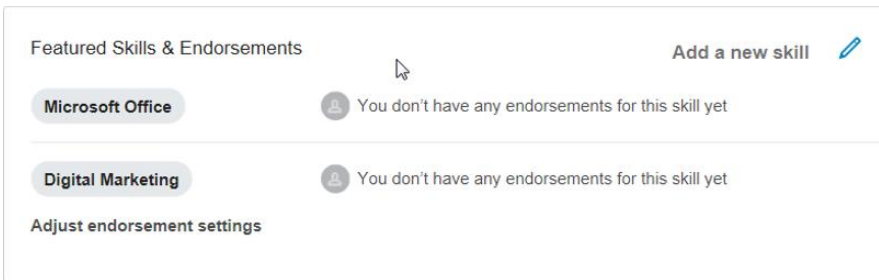 Featured Skills & Endorsements
Add a new skill
Microsoft Office
You don't have any endorsements for this skill yet
Digital Marketing
You don't have any endorsements for this skill yet
Adjust endorsement settings